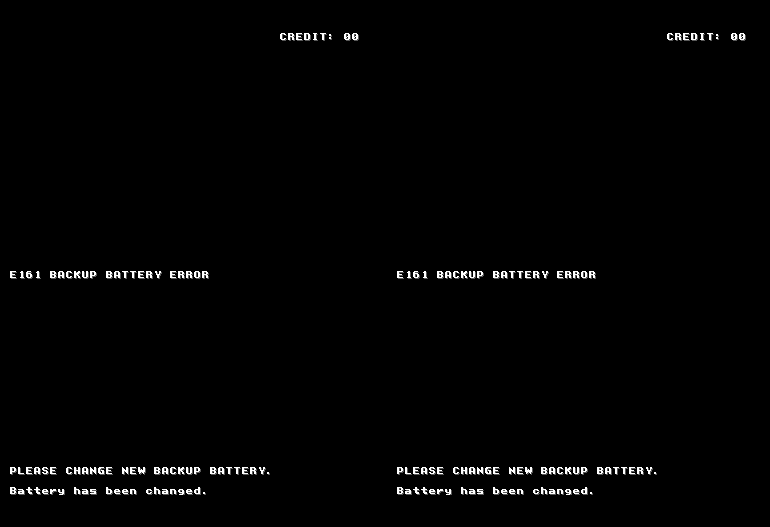 CREDIT: 00 CREDIT: 00
E161 BACKUP BATTERY ERROR E161 BACKUP BATTERY ERROR
PLEASE CHANGE NEW BACKUP BATTERY. PLEASE CHANGE NEW BACKUP BATTERY.
Battery has been changed. Battery has been changed.